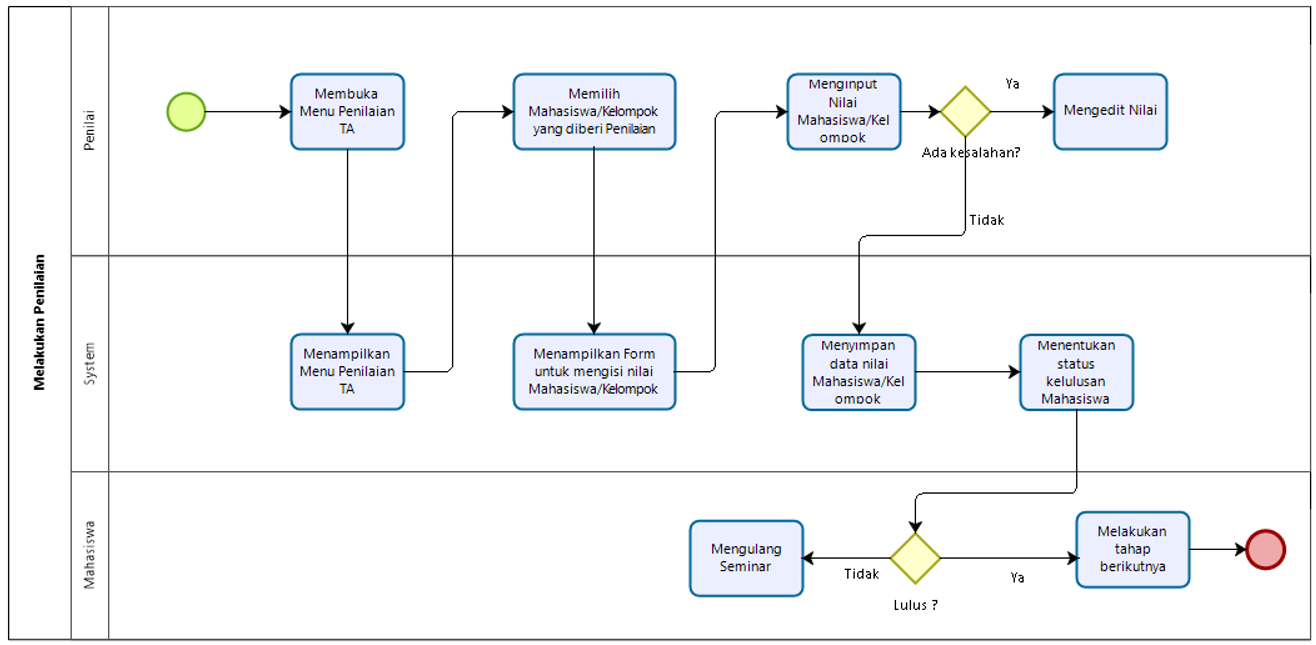 Melakukan Penilaian
Penilai
Membuka
Menu Penilaian
TA
Memilih
Mahasiswa/Kelompok
yang diberi Penilaian
Menginput
Nilai
Mahasiswa/Kel
ompok
Ada kesalahan?
Ya
Mengedit Nilai
Tidak
System
Menampilkan
Menu Penilaian
TA
Menampilkan Form
untuk mengisi nilai
Mahasiswa/Kelompok
Menyimpan
data nilai
Mahasiswa/Kel
ompok
Menentukan
status
kelulusan
Mahasiswa
Mahasiswa
Mengulang
Seminar
Tidak
Lulus ?
Ya
Melakukan
tahap
berikutnya